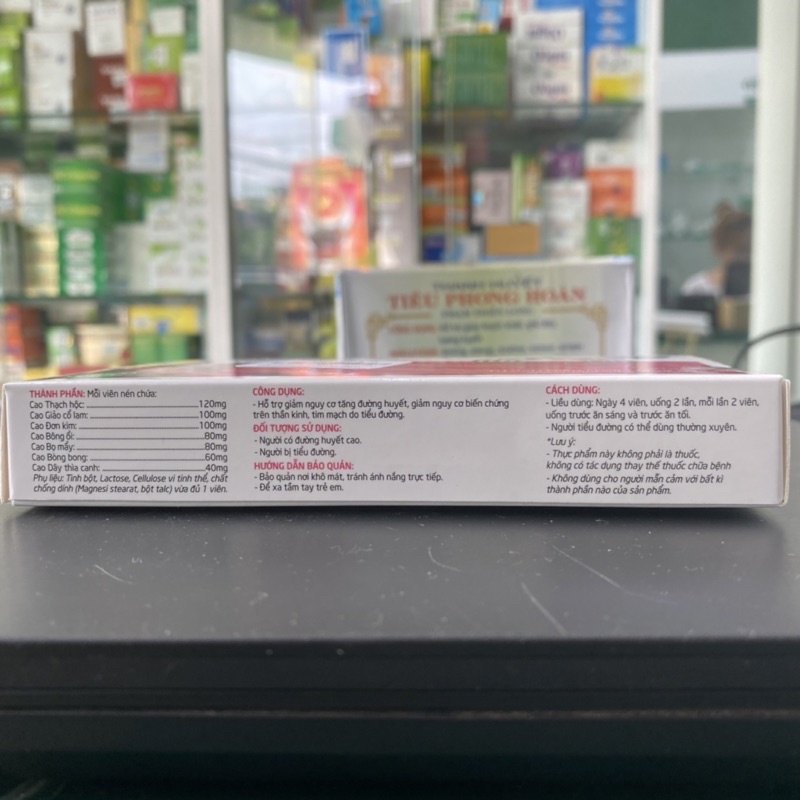 TIÊU PHONG HOÀN
THÀNH PHẦN: Mỗi viên nén chứa:
Cao Thạch hộc: 120mg
Cao Giảo cổ lam: 100mg
Cao Đơn kim: 100mg
Cao Bông ổi: 80mg
Cao Bọ mẩy: 80mg
Cao Bòng bong: 60mg
Cao Dây thìa canh: 40mg
Phụ liệu: Tinh bột, Lactose, Cellulose vi tinh thể, chất
chống dính (Magnesi stearat, bột talc) vừa đủ 1 viên.
CÔNG DỤNG:
- Hỗ trợ giảm nguy cơ tăng đường huyết, giảm nguy cơ biến chứng
trên thần kinh, tim mạch do tiểu đường.
ĐỐI TƯỢNG SỬ DỤNG:
- Người có đường huyết cao.
- Người bị tiểu đường.
HƯỚNG DẪN BẢO QUẢN:
- Bảo quản nơi khô mát, tránh ánh nắng trực tiếp.
- Để xa tầm tay trẻ em.
CÁCH DÙNG:
- Liều dùng: Ngày 4 viên, uống 2 lần, mỗi lần 2 viên,
uống trước ăn sáng và trước ăn tối.
- Người tiểu đường có thể dùng thường xuyên.
*Lưu ý:
- Thực phẩm này không phải là thuốc,
không có tác dụng thay thế thuốc chữa bệnh
- Không dùng cho người mẫn cảm với bất kì
thành phần nào của sản phẩm.